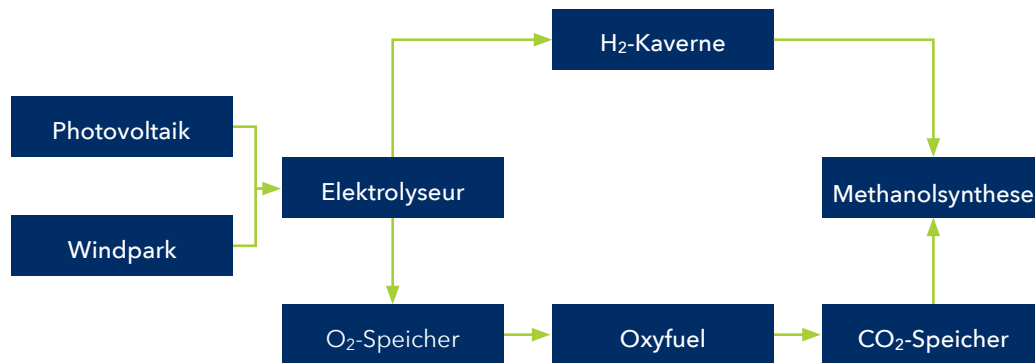 H₂-Kaverne
Photovoltaik
Elektrolyseur
Methanolsynthese
Windpark
O₂-Speicher
Oxyfuel
CO₂-Speicher